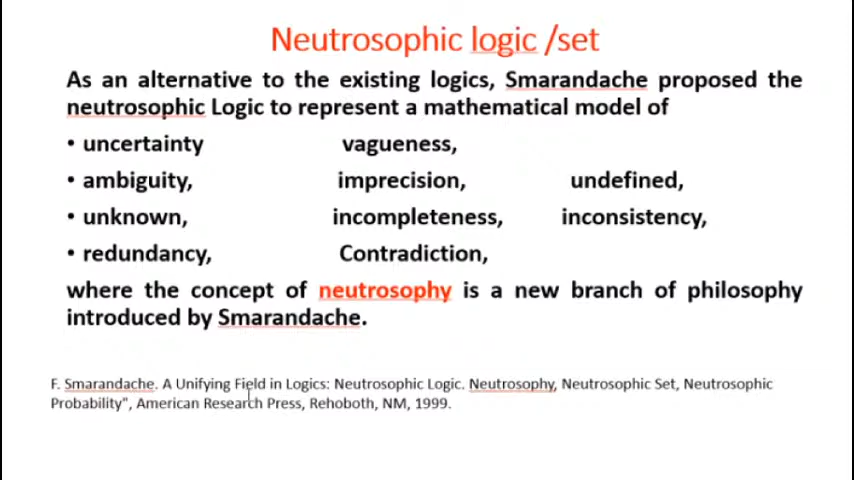 Neutrosophic logic /set
As an alternative to the existing logics, Smarandache proposed the
neutrosophic Logic to represent a mathematical model of
• uncertainty vagueness,
• ambiguity, imprecision, undefined,
• unknown, incompleteness, inconsistency,
• redundancy, Contradiction,
where the concept of neutrosophy is a new branch of philosophy
introduced by Smarandache.
F. Smarandache. A Unifying Field in Logics: Neutrosophic Logic. Neutrosophy, Neutrosophic Set, Neutrosophic
Probability", American Research Press, Rehoboth, NM, 1999.